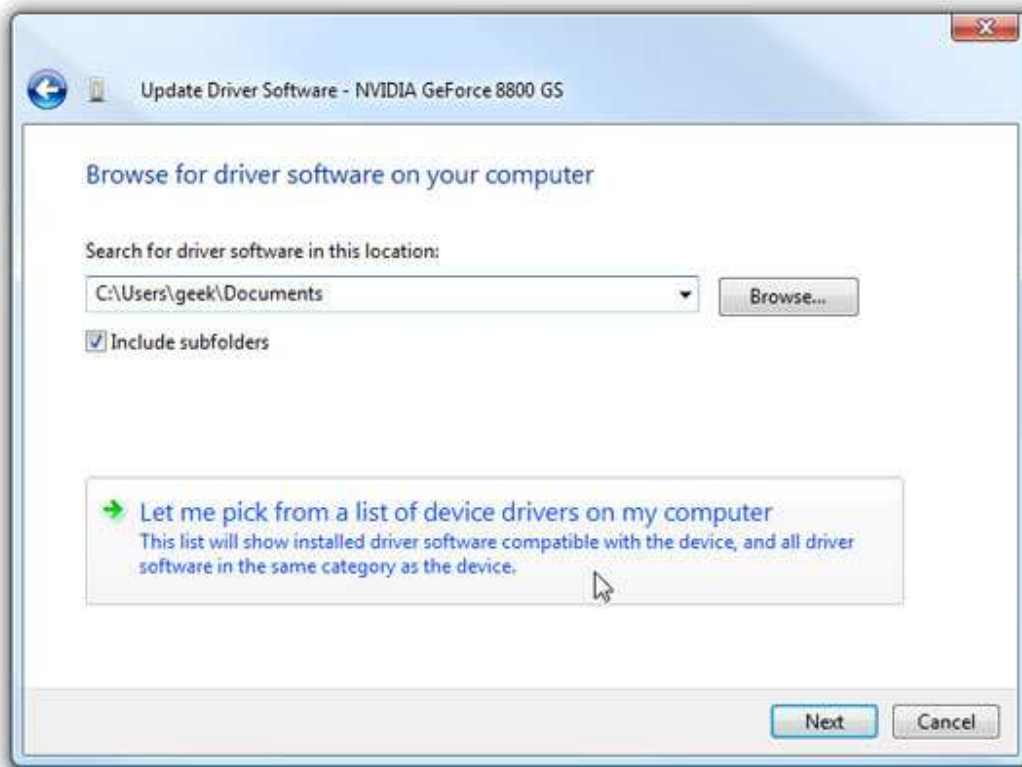 Update Driver Software - NVIDIA GeForce 8800 GS
Browse for driver software on your computer
Search for driver software in this location:
C:\Users\geek\Documents
Browse...
Include subfolders
Let me pick from a list of device drivers on my computer
This list will show installed driver software compatible with the device, and all driver
software in the same category as the device.
Next
Cancel